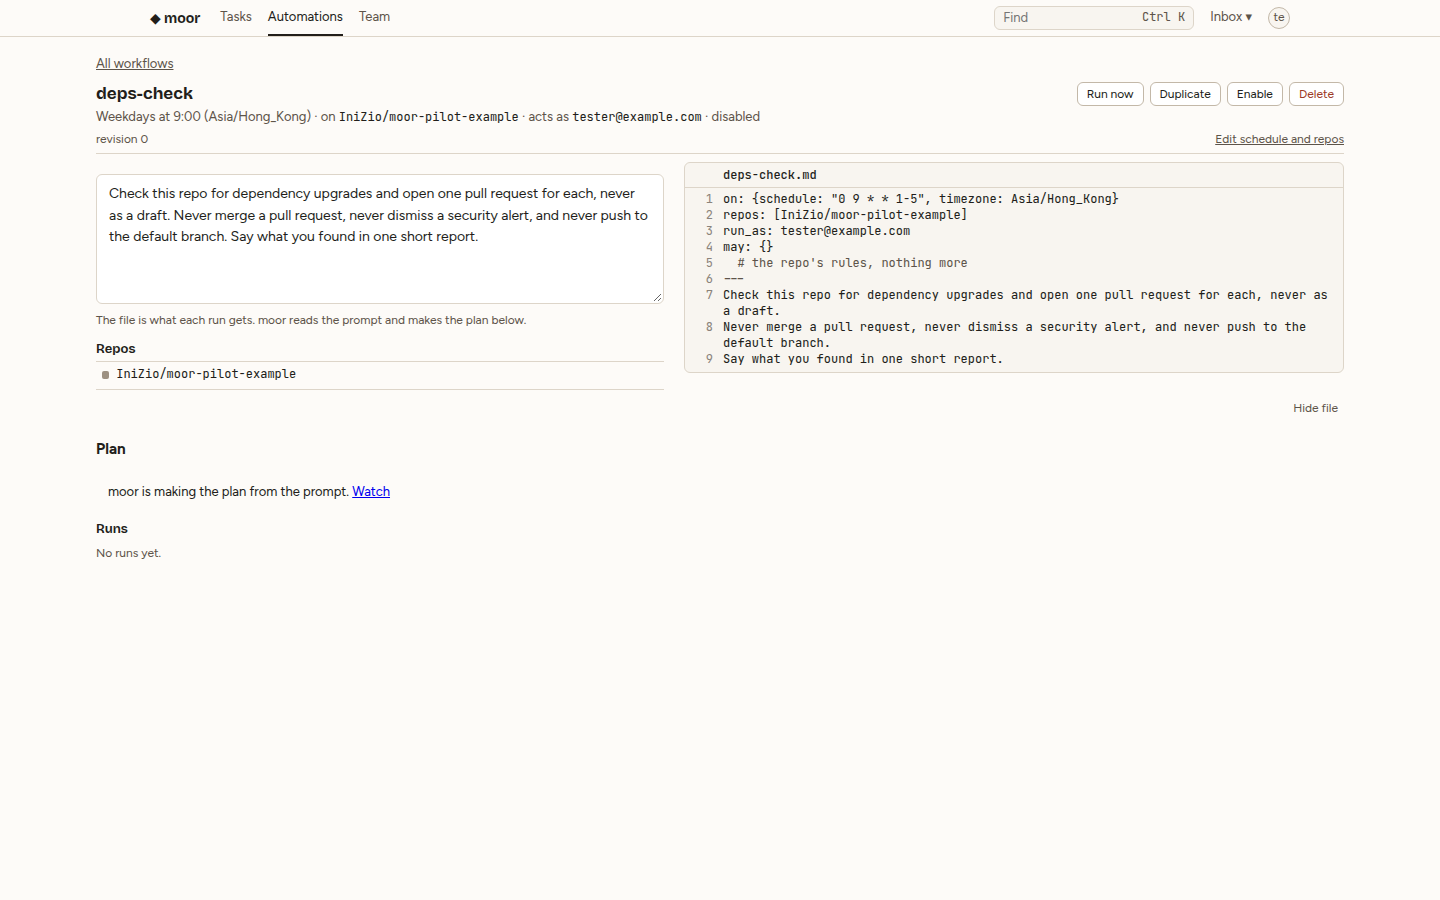 ◆ moor Tasks Automations Team Find Ctrl K Inbox ▾ te
All workflows
deps-check
Run now Duplicate Enable Delete
Weekdays at 9:00 (Asia/Hong_Kong) · on IniZio/moor-pilot-example · acts as tester@example.com · disabled
revision 0
Edit schedule and repos
Check this repo for dependency upgrades and open one pull request for each, never
as a draft. Never merge a pull request, never dismiss a security alert, and never push to
the default branch. Say what you found in one short report.
The file is what each run gets. moor reads the prompt and makes the plan below.
Repos
IniZio/moor-pilot-example
deps-check.md
1 on: {schedule: "0 9 * * 1-5", timezone: Asia/Hong_Kong}
2 repos: [IniZio/moor-pilot-example]
3 run_as: tester@example.com
4 may: {}
5 # the repo's rules, nothing more
6 ---
7 Check this repo for dependency upgrades and open one pull request for each, never as
a draft.
8 Never merge a pull request, never dismiss a security alert, and never push to the
default branch.
9 Say what you found in one short report.
Hide file
Plan
moor is making the plan from the prompt. Watch
Runs
No runs yet.